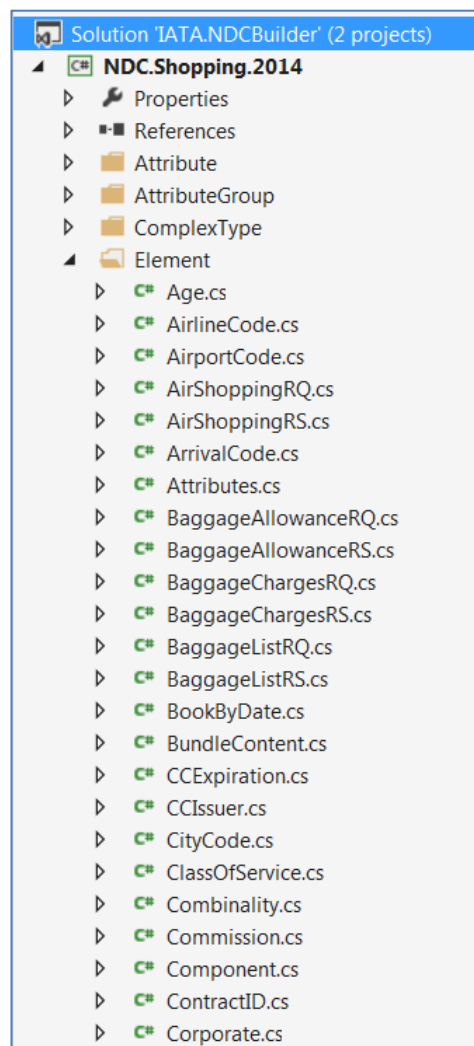 Solution 'IATA.NDCBuilder' (2 projects)
C# NDC.Shopping.2014
Properties
References
Attribute
AttributeGroup
ComplexType
Element
C# Age.cs
C# AirlineCode.cs
C# AirportCode.cs
C# AirShoppingRQ.cs
C# AirShoppingRS.cs
C# ArrivalCode.cs
C# Attributes.cs
C# BaggageAllowanceRQ.cs
C# BaggageAllowanceRS.cs
C# BaggageChargesRQ.cs
C# BaggageChargesRS.cs
C# BaggageListRQ.cs
C# BaggageListRS.cs
C# BookByDate.cs
C# BundleContent.cs
C# CCExpiration.cs
C# CCIssuer.cs
C# CityCode.cs
C# ClassOfService.cs
C# Combinality.cs
C# Commission.cs
C# Component.cs
C# ContractID.cs
C# Corporate.cs